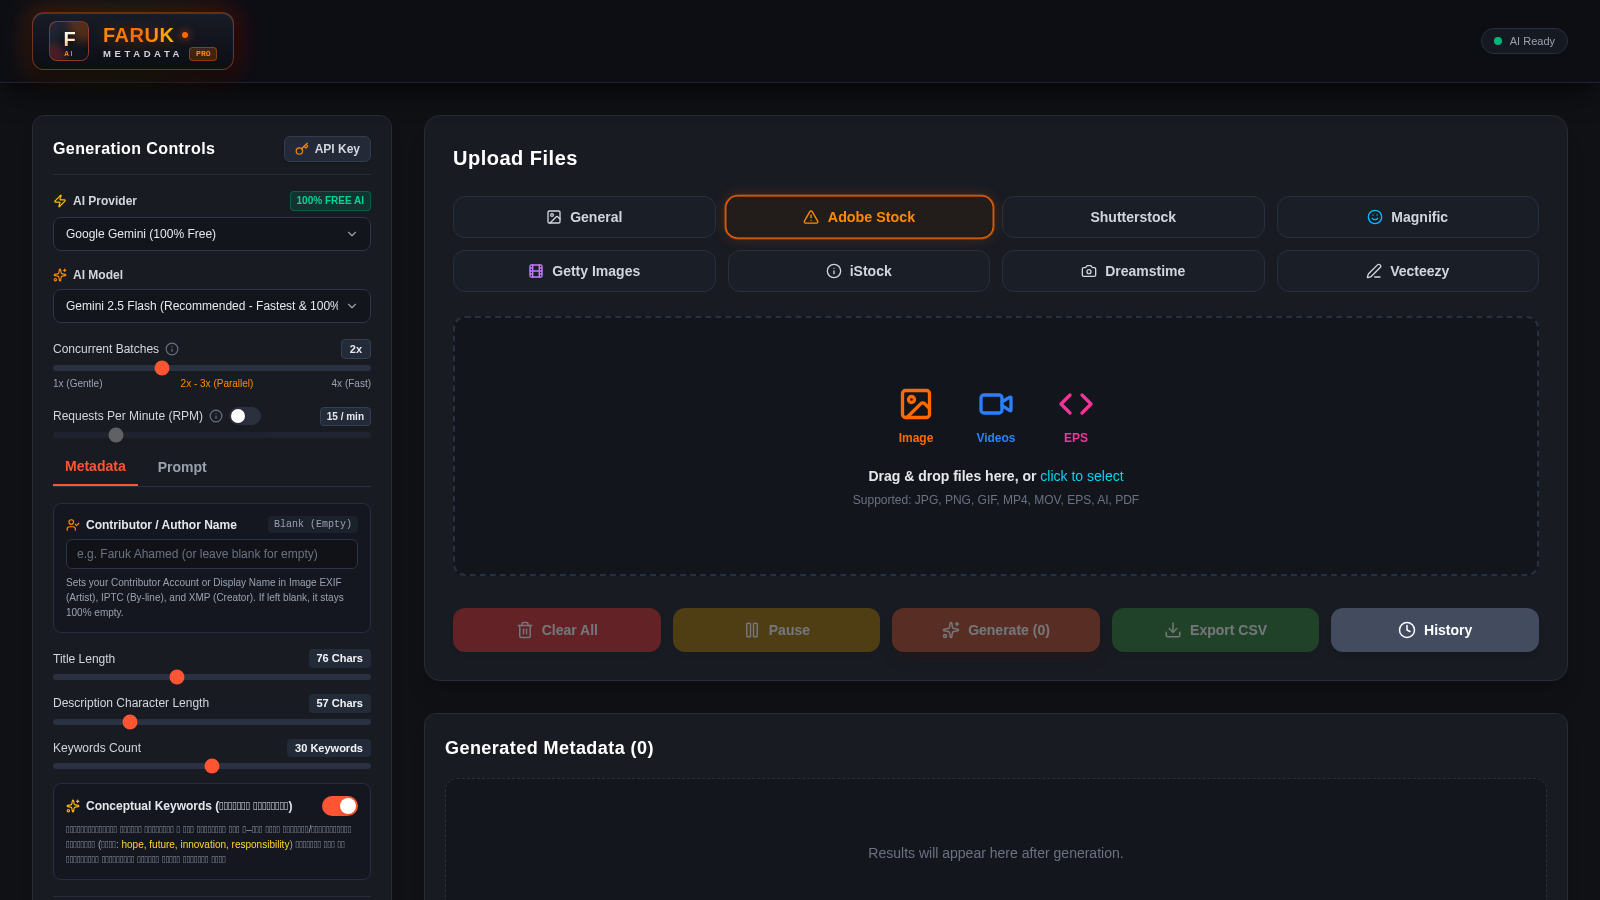 F
AI
FARUK
METADATA PRO
AI Ready
Generation Controls
API Key
AI Provider
100% FREE AI
Google Gemini (100% Free)
AI Model
Gemini 2.5 Flash (Recommended - Fastest & 100%
Concurrent Batches
2x
1x (Gentle)
2x - 3x (Parallel)
4x (Fast)
Requests Per Minute (RPM)
15 / min
Metadata
Prompt
Contributor / Author Name
Blank (Empty)
e.g. Faruk Ahamed (or leave blank for empty)
Sets your Contributor Account or Display Name in Image EXIF
(Artist), IPTC (By-line), and XMP (Creator). If left blank, it stays
100% empty.
Title Length
76 Chars
Description Character Length
57 Chars
Keywords Count
30 Keywords
Conceptual Keywords
hope, future, innovation, responsibility)
Upload Files
General
Adobe Stock
Shutterstock
Magnific
Getty Images
iStock
Dreamstime
Vecteezy
Image
Videos
EPS
Drag & drop files here, or click to select
Supported: JPG, PNG, GIF, MP4, MOV, EPS, AI, PDF
Clear All
Pause
Generate (0)
Export CSV
History
Generated Metadata (0)
Results will appear here after generation.